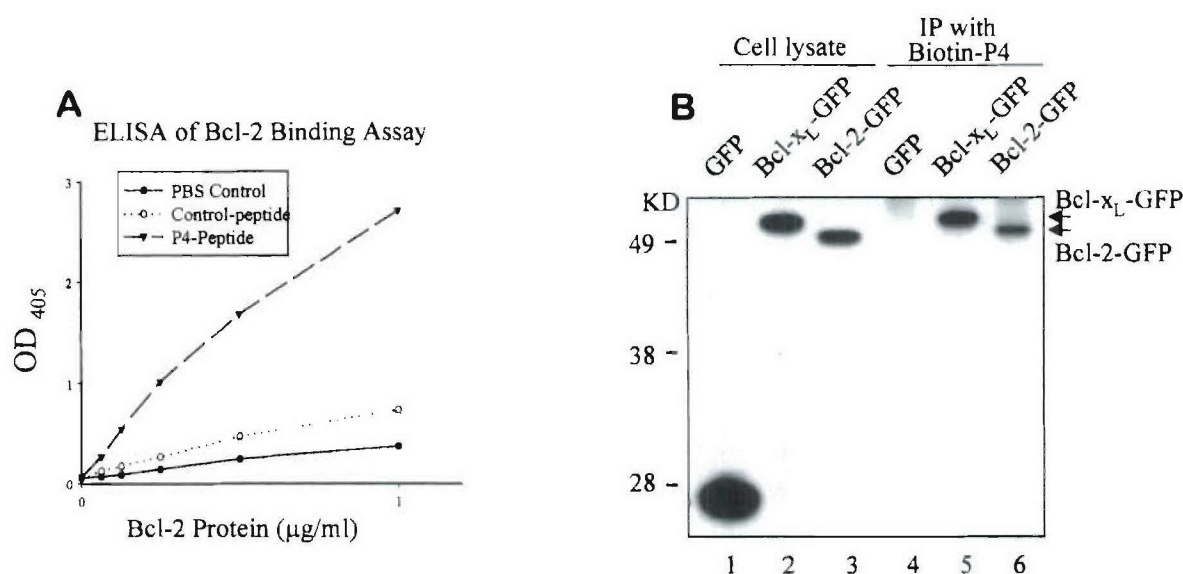 A
ELISA of Bcl-2 Binding Assay
PBS Control
Control-peptide
P4-Peptide
3
2
1
0
OD 405
0
1
Bcl-2 Protein (µg/ml)
B
Cell lysate
IP with
Biotin-P4
GFP
Bcl-xL-GFP
Bcl-2-GFP
GFP
Bcl-xL-GFP
Bcl-2-GFP
KD
49
38
28
Bcl-xL-GFP
Bcl-2-GFP
1 2 3 4 5 6